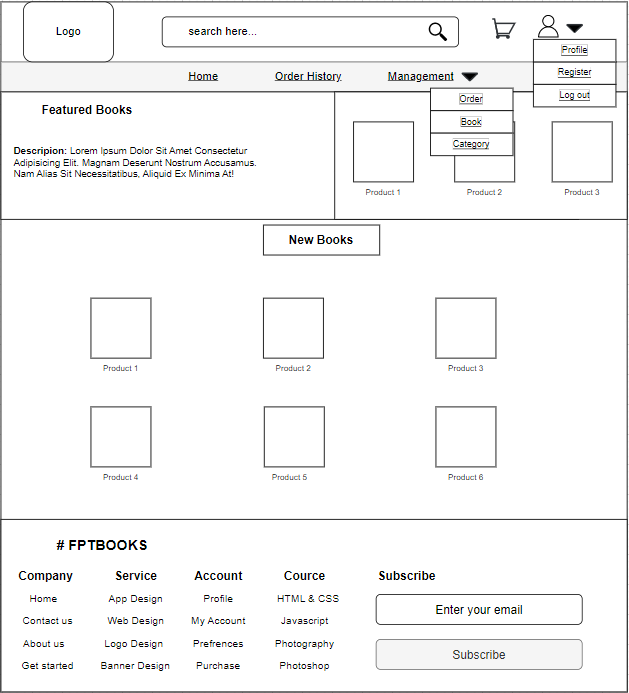 Logo
search here...
Profile
Register
Log out
Home
Order History
Management
Order
Book
Category
Featured Books
Descripion: Lorem Ipsum Dolor Sit Amet Consectetur
Adipisicing Elit. Magnam Deserunt Nostrum Accusamus.
Nam Alias Sit Necessitatibus, Aliquid Ex Minima At!
Product 1
Product 2
Product 3
New Books
Product 1
Product 2
Product 3
Product 4
Product 5
Product 6
# FPTBOOKS
Company
Home
Contact us
About us
Get started
Service
App Design
Web Design
Logo Design
Banner Design
Account
Profile
My Account
Prefrences
Purchase
Cource
HTML & CSS
Javascript
Photography
Photoshop
Subscribe
Enter your email
Subscribe